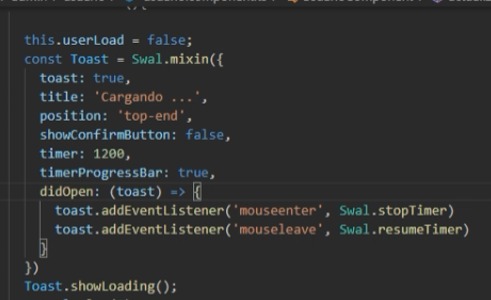 this.userLoad = false;
const Toast = Swal.mixin({
toast: true,
title: 'Cargando ...',
position: 'top-end',
showConfirmButton: false,
timer: 1200,
timerProgressBar: true,
didOpen: (toast) => {
toast.addEventListener('mouseenter', Swal.stopTimer)
toast.addEventListener('mouseleave', Swal.resumeTimer)
}
})
Toast.showLoading();